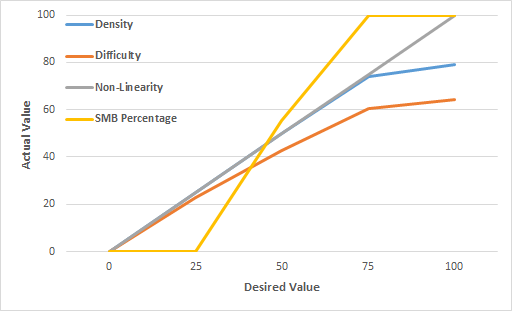 100
80
60
40
20
0
Actual Value
Density
Difficulty
Non-Linearity
SMB Percentage
0 25 50 75 100
Desired Value